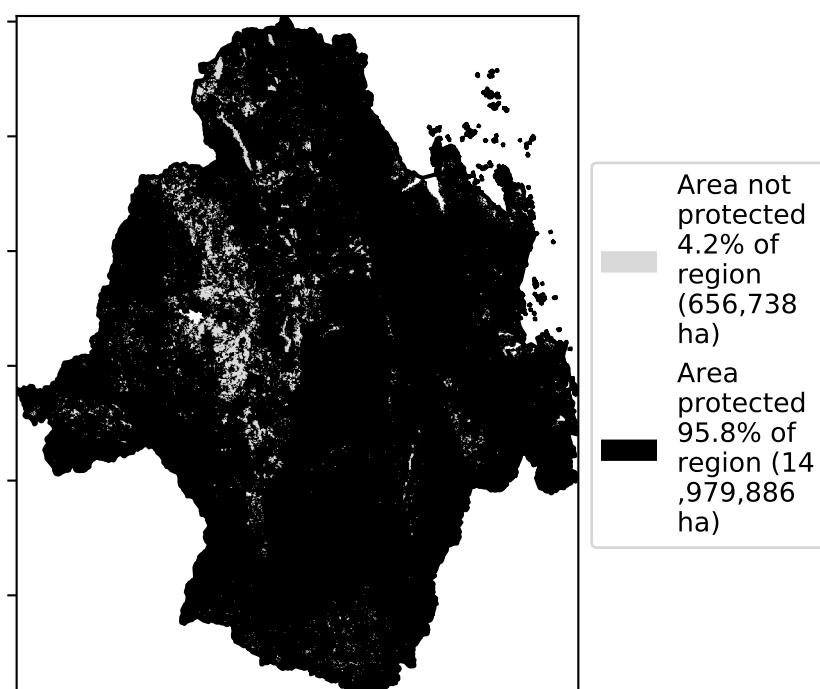 Area not
protected
4.2% of
region
(656,738
ha)
Area
protected
95.8% of
region (14
,979,886
ha)